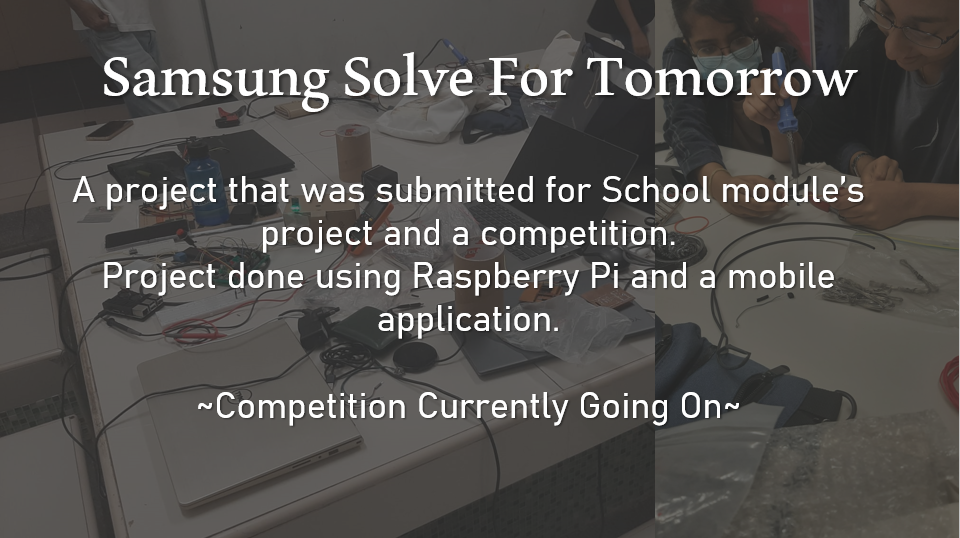 Samsung Solve For Tomorrow
A project that was submitted for School module's
project and a competition.
Project done using Raspberry Pi and a mobile
application.
~Competition Currently Going On~